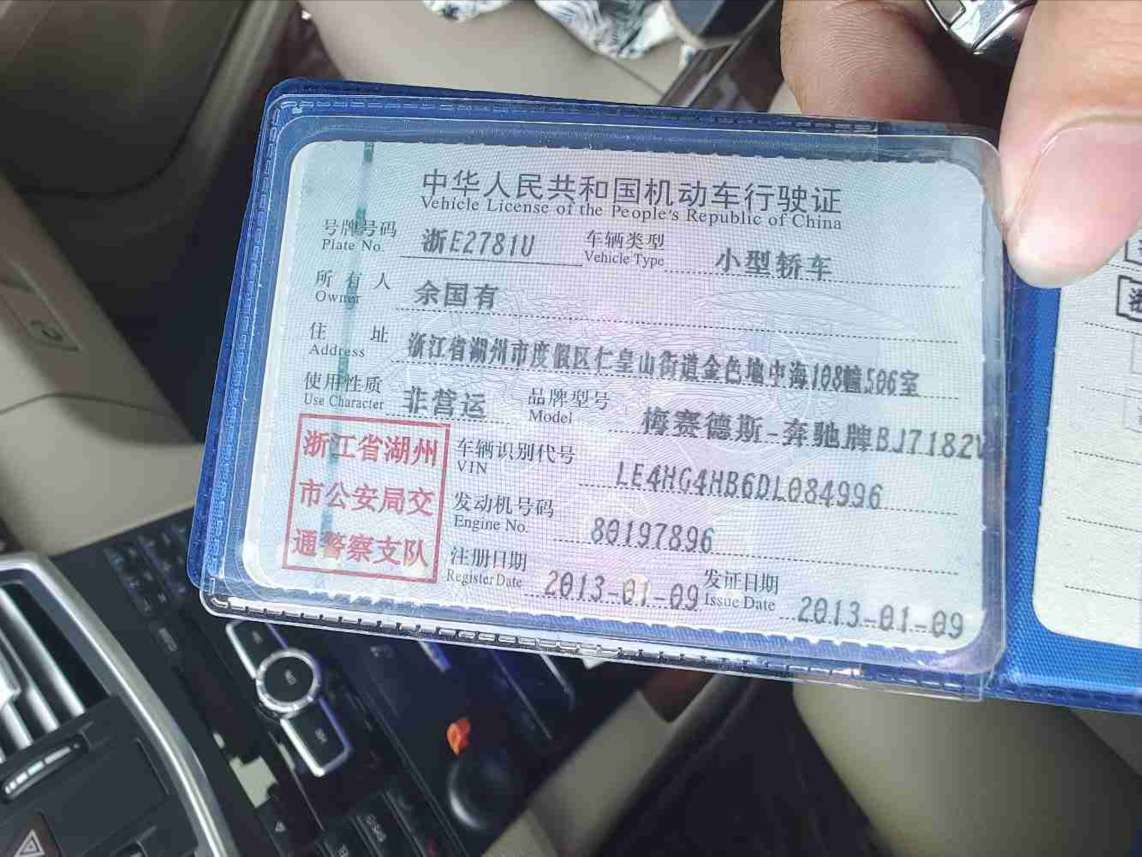 中华人民共和国机动车行驶证
Vehicle License of the People's Republic of China
号牌号码 浙E2781U 车辆类型 小型轿车
Plate No. Vehicle Type
所有人 余国有
Owner
住址 浙江省湖州市度假区仁皇山街道金色地中海108幢506室
Address
使用性质 非营运 品牌型号 梅赛德斯-奔驰牌BJ7182V
Use Character Model
浙江省湖州
市公安局交
通警察支队
车辆识别代号 LE4HG4HB6DL084996
VIN
发动机号码 80197896
Engine No.
注册日期 2013-01-09 发证日期 2013-01-09
Register Date Issue Date